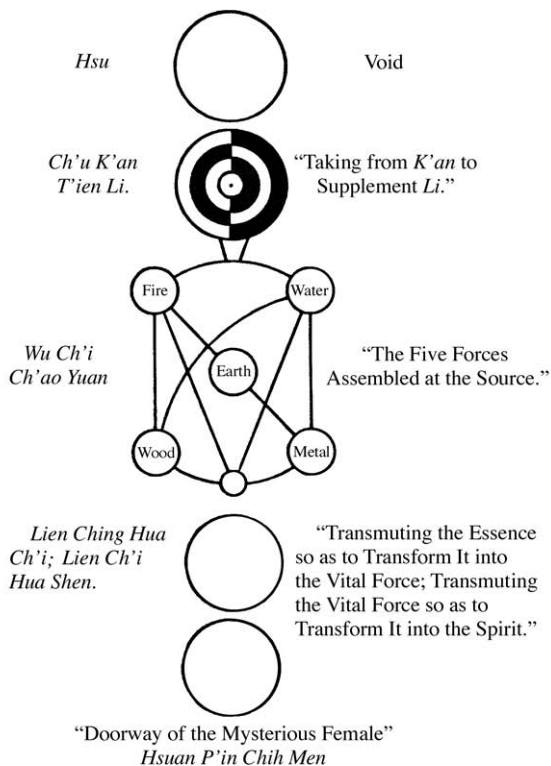 Hsu
Void
Ch’u K’an
T’ien Li.
“Taking from K’an to
Supplement Li.”
Fire
Water
Wu Ch’i
Ch’ao Yuan
Earth
“The Five Forces
Assembled at the Source.”
Wood
Metal
Lien Ching Hua
Ch’i; Lien Ch’i
Hua Shen.
“Transmuting the Essence
so as to Transform It into
the Vital Force; Transmuting
the Vital Force so as to
Transform It into the Spirit.”
“Doorway of the Mysterious Female”
Hsuan P’in Chih Men